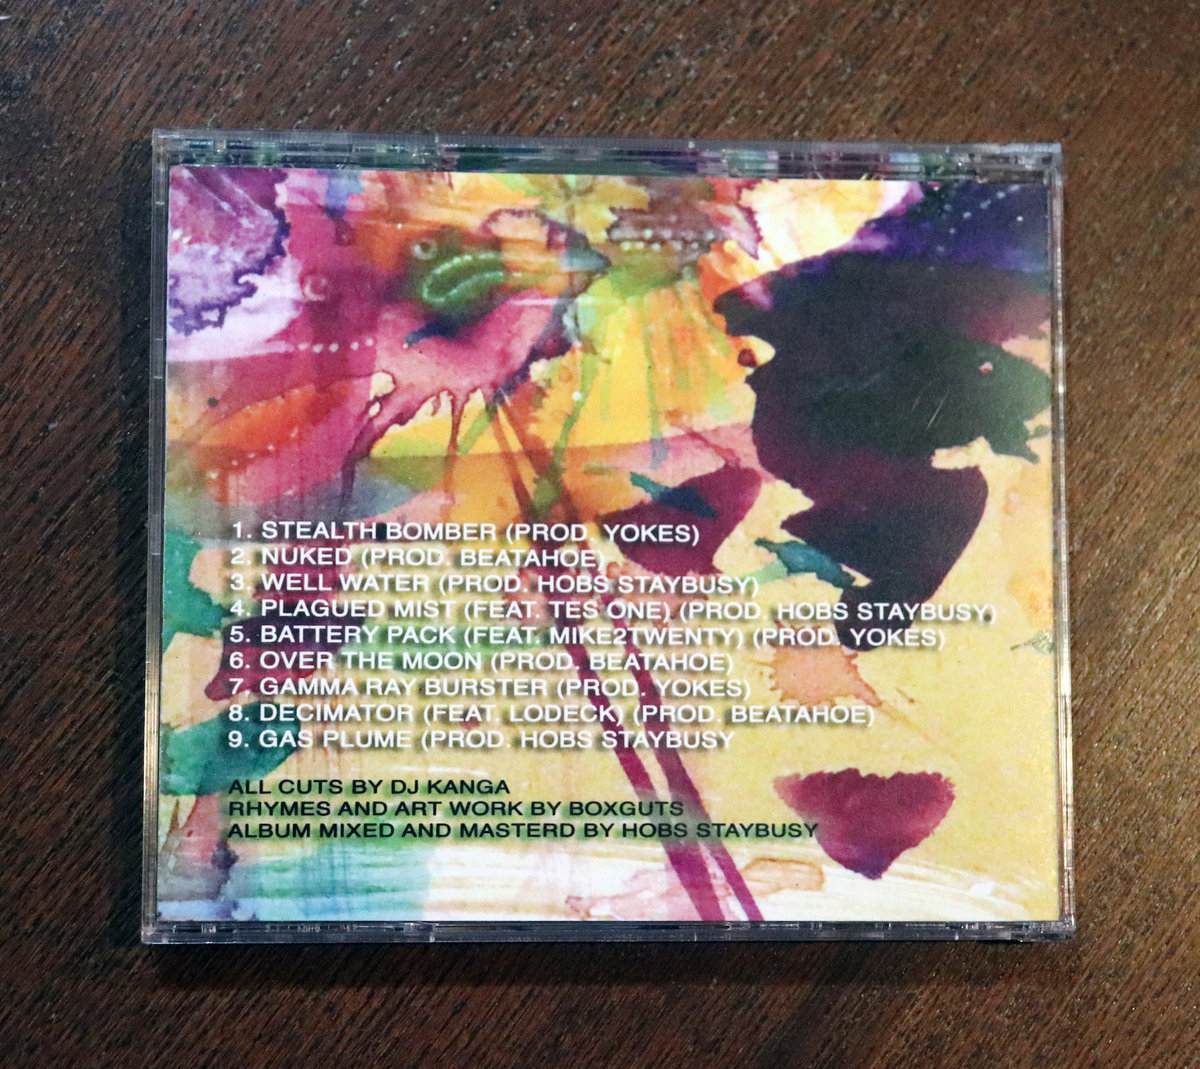 1. STEALTH BOMBER (PROD. YOKES)
2. NUKED (PROD. BEATAHOE)
3. WELL WATER (PROD. HOBS STAYBUSY)
4. PLAGUED MIST (FEAT. TES ONE) (PROD. HOBS STAYBUSY)
5. BATTERY PACK (FEAT. MIKE2TWENTY) (PROD. YOKES)
6. OVER THE MOON (PROD. BEATAHOE)
7. GAMMA RAY BURSTER (PROD. YOKES)
8. DECIMATOR (FEAT. LODECK) (PROD. BEATAHOE)
9. GAS PLUME (PROD. HOBS STAYBUSY
ALL CUTS BY DJ KANGA
RHYMES AND ART WORK BY BOXGUTS
ALBUM MIXED AND MASTERD BY HOBS STAYBUSY